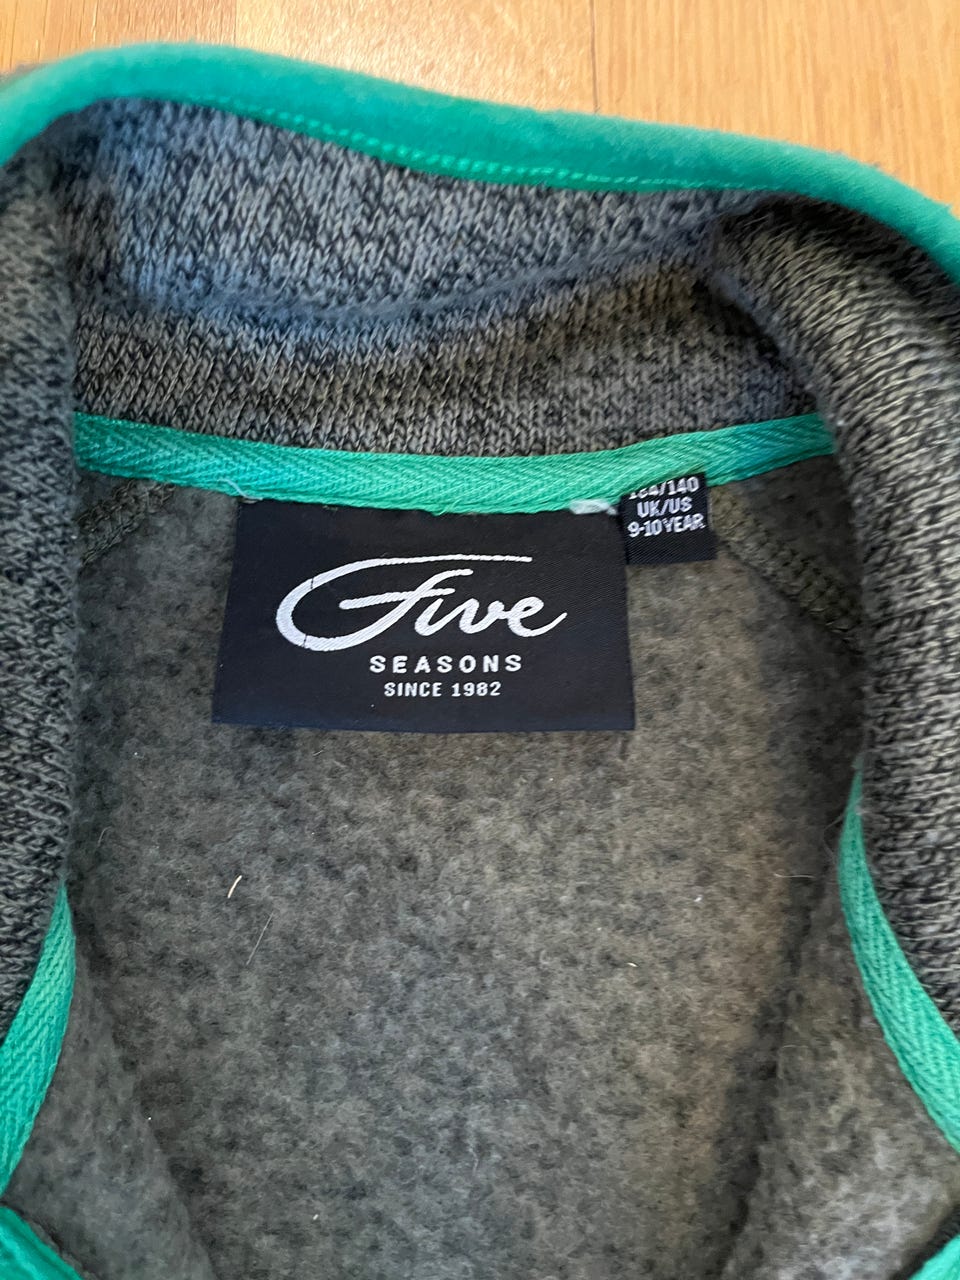 Five
SEASONS
SINCE 1982
134/140
UK/US
9-10 YEAR